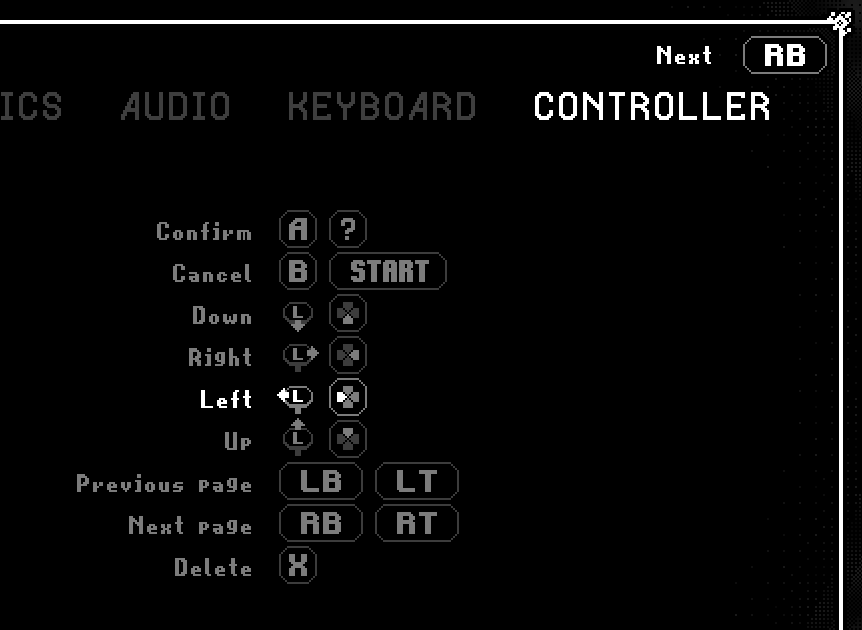 Next RB
ICS AUDIO KEYBOARD CONTROLLER
Confirm A ?
Cancel B START
Down L
Right L
Left L
Up L
Previous page LB LT
Next page RB RT
Delete X